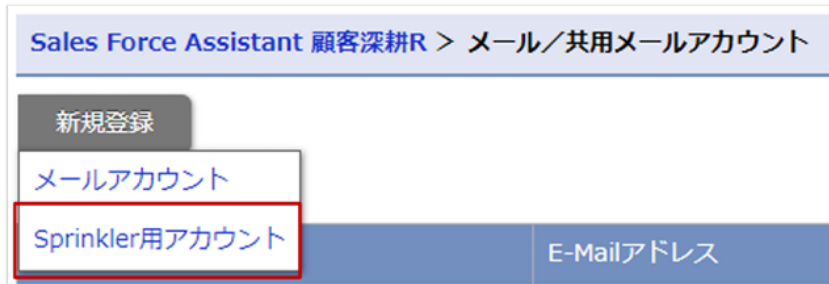 Sales Force Assistant 顧客深耕R > メール／共用メールアカウント
新規登録
メールアカウント
Sprinkler用アカウント
E-Mailアドレス